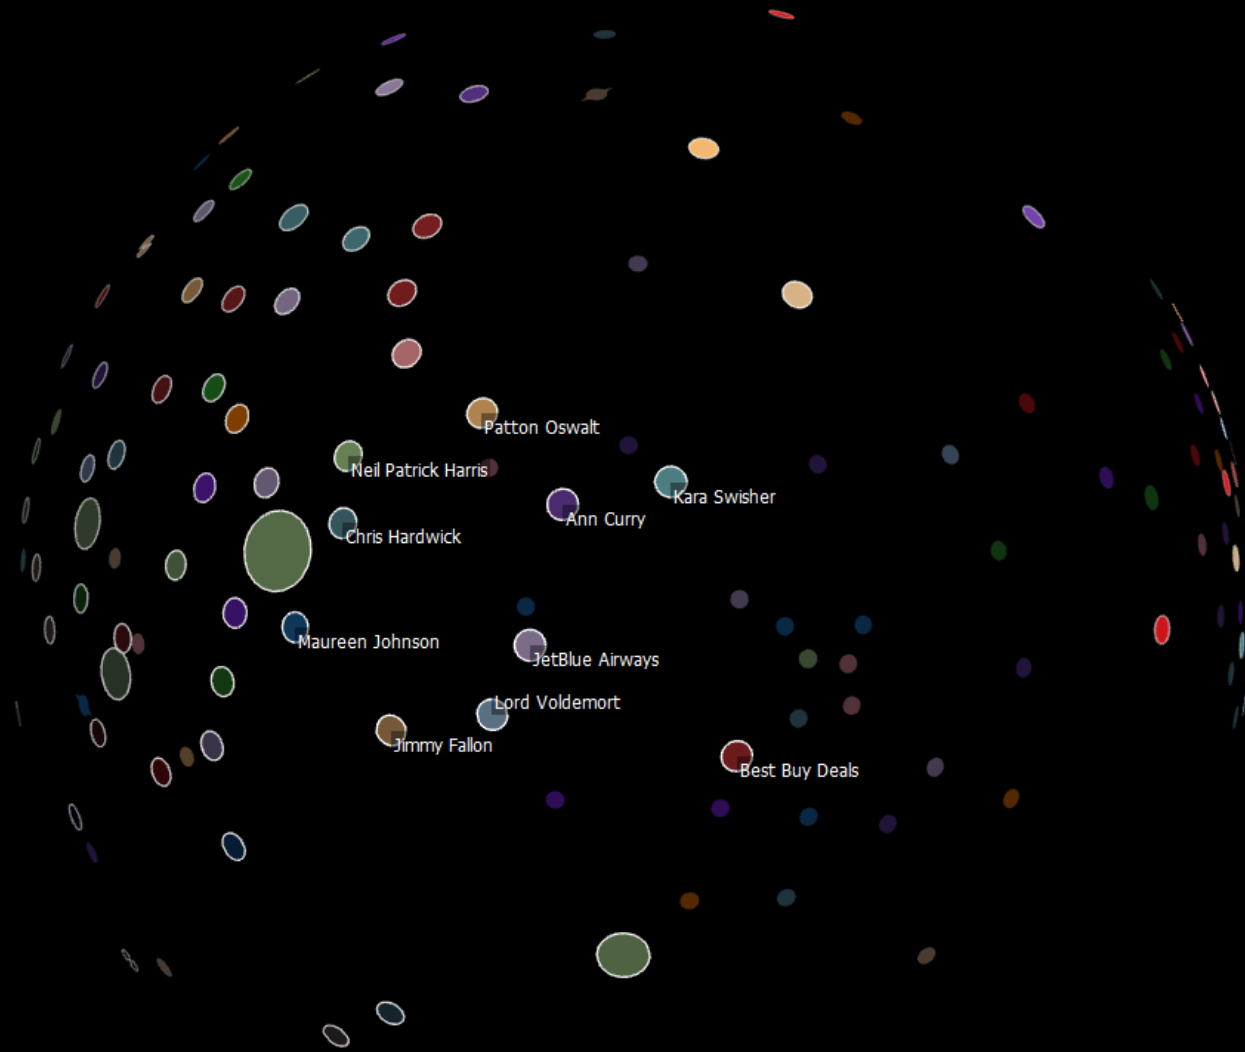 Patton Oswalt
Neil Patrick Harris
Kara Swisher
Ann Curry
Chris Hardwick
Maureen Johnson
JetBlue Airways
Lord Voldemort
Jimmy Fallon
Best Buy Deals